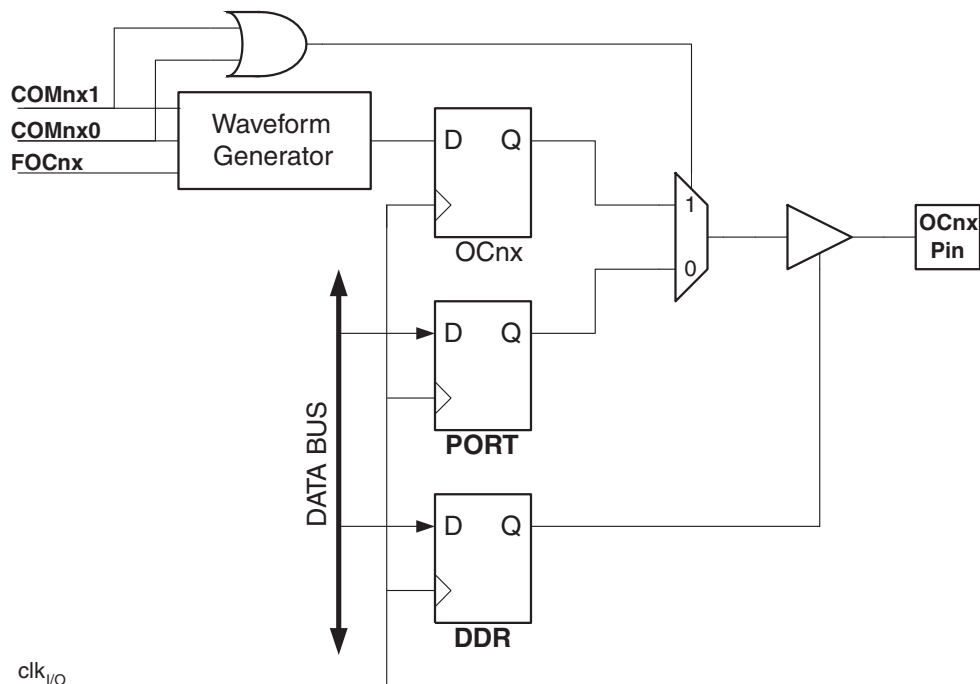 COMnx1
COMnx0
FOCnx
Waveform
Generator
D Q
OCnx
1
0
OCnx
Pin
D Q
PORT
DATA BUS
D Q
DDR
clkI/O